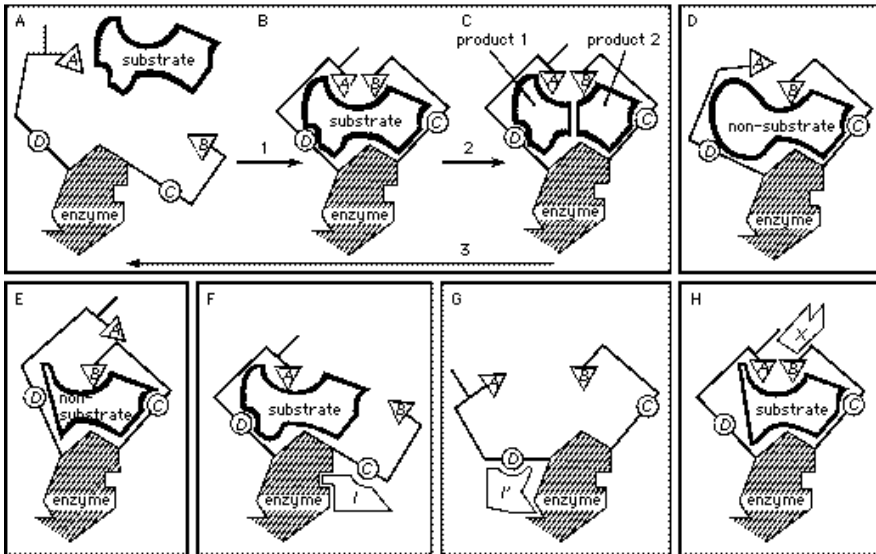 A
A
substrate
D
B
C
enzyme
1
B
A
B
substrate
D
C
enzyme
2
C
product 1
product 2
A
B
D
C
enzyme
3
D
A
B
non-substrate
D
C
enzyme
E
A
B
D
non-
substrate
C
enzyme
F
A
substrate
D
B
C
enzyme
I
G
A
B
D
enzyme
I'
H
X
A
B
substrate
D
C
enzyme